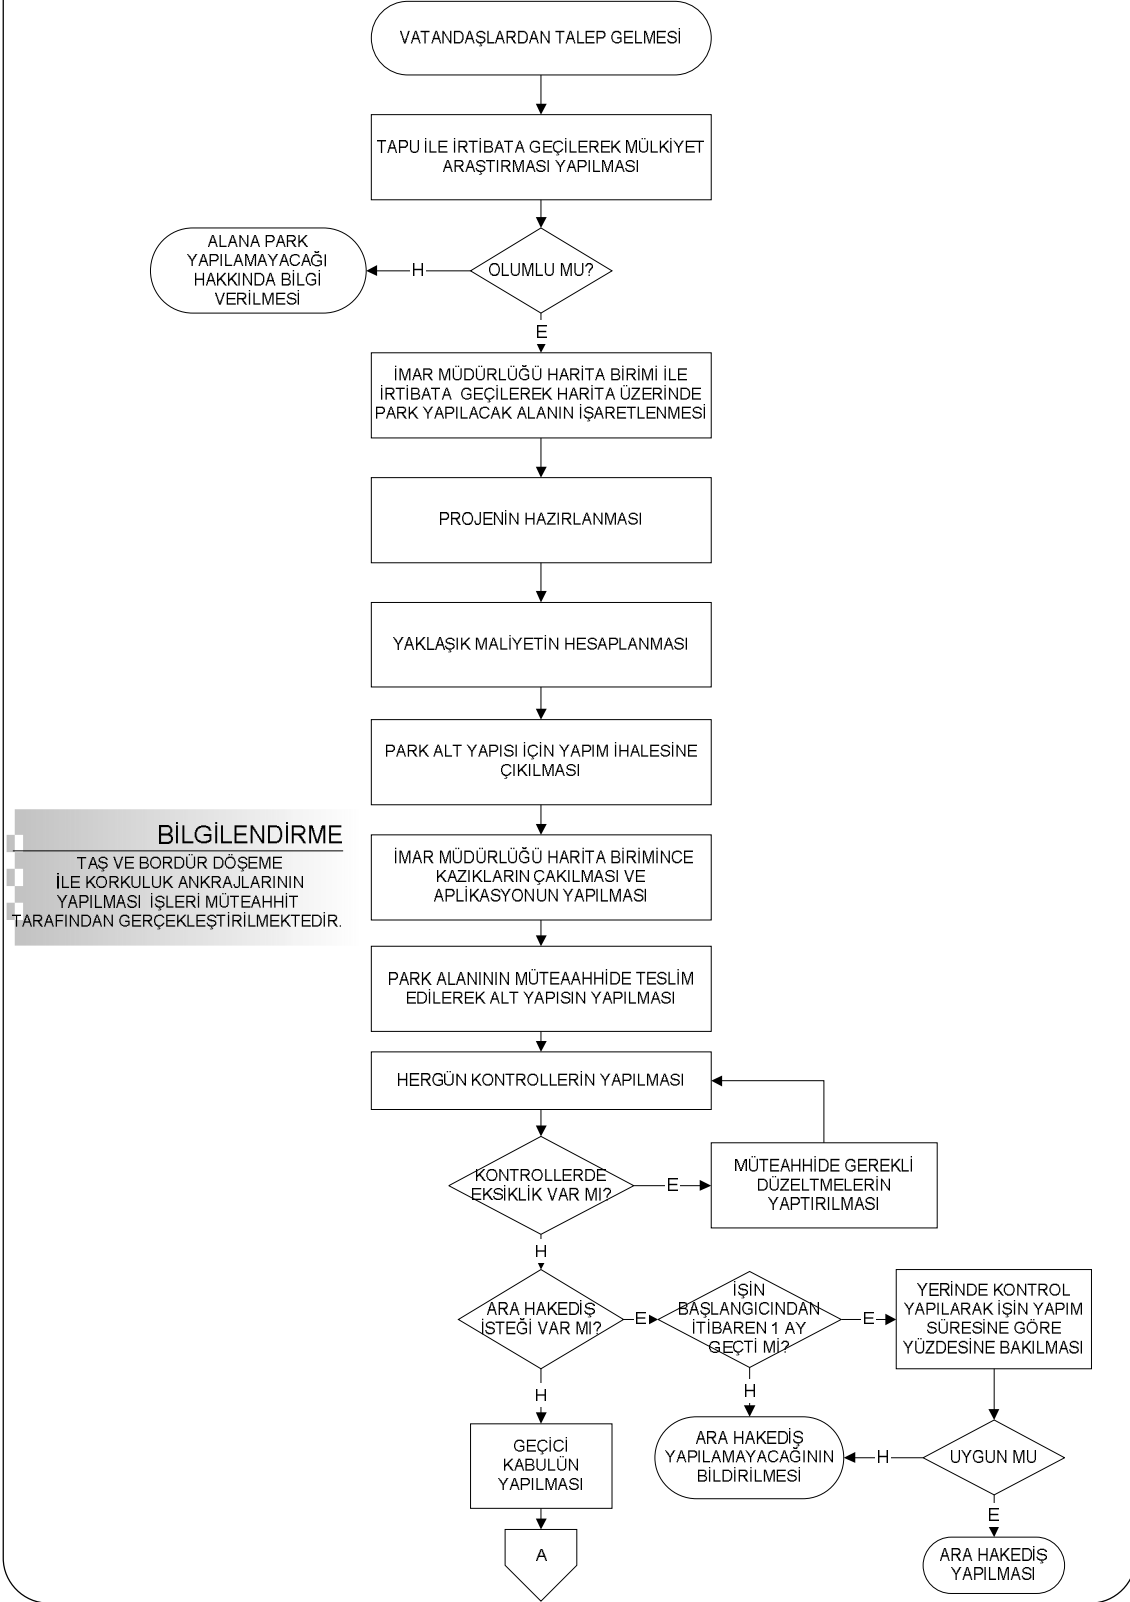 VATANDAŞLARDAN TALEP GELMESİ
TAPU İLE İRTİBATA GEÇİLEREK MÜLKİYET
ARAŞTIRMASI YAPILMASI
ALANA PARK
YAPILAMAYACAĞI
HAKKINDA BİLGİ
VERİLMESİ
H
OLUMLU MU?
E
İMAR MÜDÜRLÜĞÜ HARİTA BİRİMİ İLE
İRTİBATA GEÇİLEREK HARİTA ÜZERİNDE
PARK YAPILACAK ALANIN İŞARETLENMESİ
PROJENİN HAZIRLANMASI
YAKLAŞIK MALİYETİN HESAPLANMASI
PARK ALT YAPISI İÇİN YAPIM İHALESİNE
ÇIKILMASI
BİLGİLENDİRME
TAŞ VE BORDÜR DÖŞEME
İLE KORKULUK ANKRAJLARININ
YAPILMASI İŞLERİ MÜTEAHHİT
TARAFINDAN GERÇEKLEŞTİRİLMEKTEDİR.
İMAR MÜDÜRLÜĞÜ HARİTA BİRİMİNCE
KAZIKLARIN ÇAKILMASI VE
APLİKASYONUN YAPILMASI
PARK ALANININ MÜTEAAHHİDE TESLİM
EDİLEREK ALT YAPISIN YAPILMASI
HERGÜN KONTROLLERİN YAPILMASI
KONTROLLERDE
EKSİKLİK VAR MI?
E
MÜTEAHHİDE GEREKLİ
DÜZELTMELERİN
YAPTIRILMASI
H
ARA HAKEDİŞ
İSTEĞİ VAR MI?
E
İŞİN
BAŞLANGICINDAN
İTİBAREN 1 AY
GEÇTİ Mİ?
E
YERİNDE KONTROL
YAPILARAK İŞİN YAPIM
SÜRESİNE GÖRE
YÜZDESİNE BAKILMASI
H
H
GEÇİCİ
KABULÜN
YAPILMASI
ARA HAKEDİŞ
YAPILAMAYACAĞININ
BİLDİRİLMESİ
H
UYGUN MU
E
A
ARA HAKEDİŞ
YAPILMASI